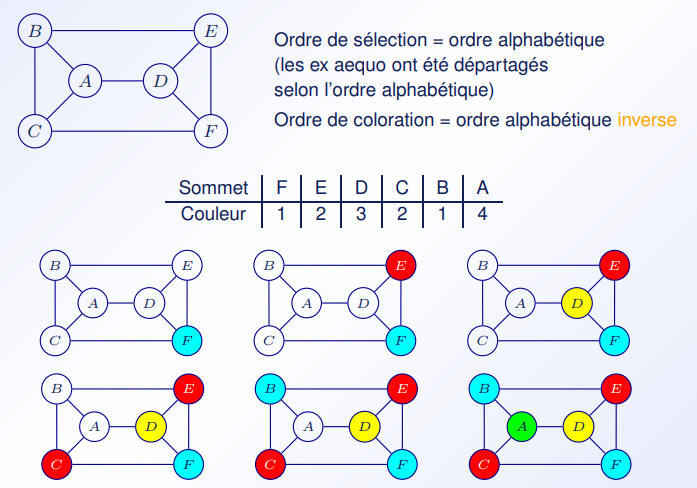 B E
A D
C F
Ordre de sélection = ordre alphabétique
(les ex aequo ont été départagés
selon l'ordre alphabétique)
Ordre de coloration = ordre alphabétique inverse
Sommet F E D C B A
Couleur 1 2 3 2 1 4
B E B E B E
A D A D A D
C F C F C F
B E B E B E
A D A D A D
C F C F C F